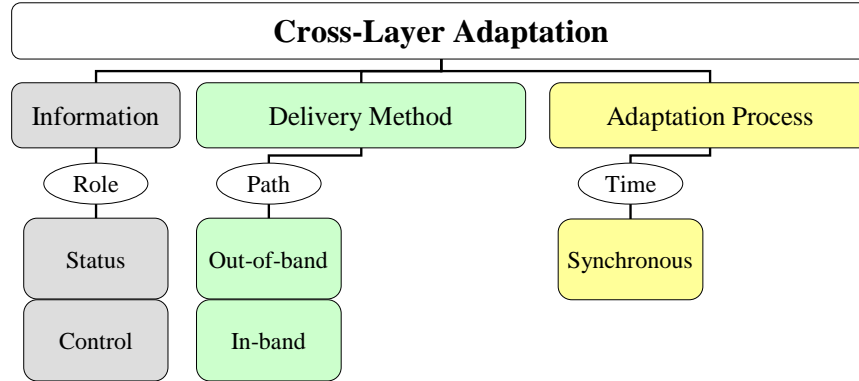 Cross-Layer Adaptation
Information
Delivery Method
Adaptation Process
Role
Path
Time
Status
Out-of-band
Synchronous
Control
In-band